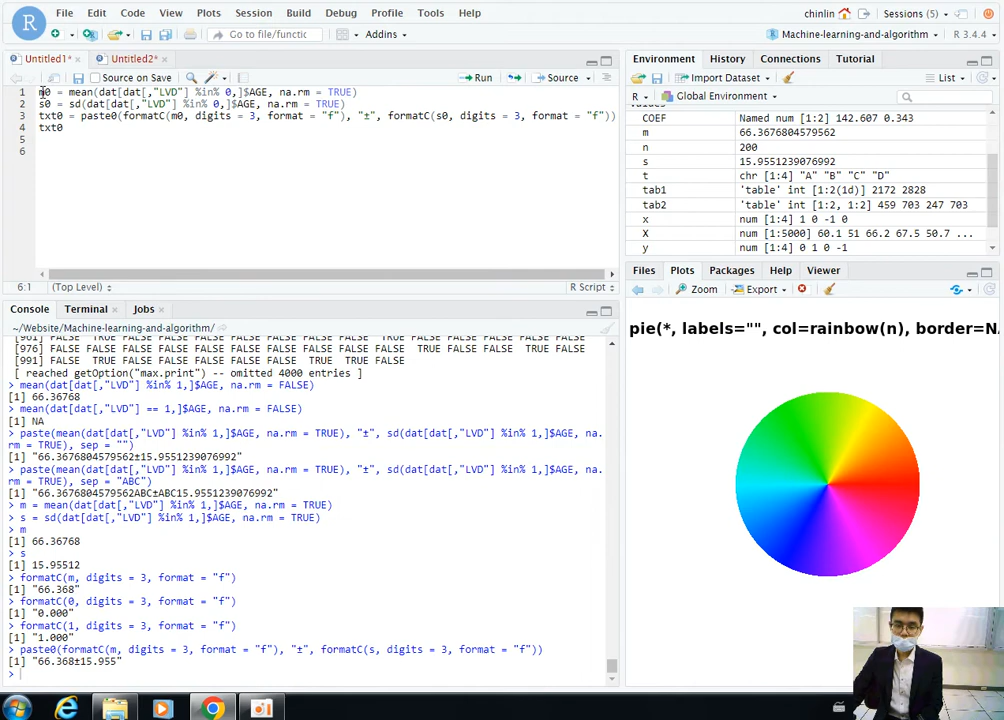 File Edit Code View Plots Session Build Debug Profile Tools Help
chinlin Sessions (5)
R Go to file/functic Addins Machine-learning-and-algorithm R 3.4.4
Untitled1* Untitled2*
Source on Save Run Source
1 m0 = mean(dat[dat[,"LVD"] %in% 0,]$AGE, na.rm = TRUE)
2 s0 = sd(dat[dat[,"LVD"] %in% 0,]$AGE, na.rm = TRUE)
3 txt0 = paste0(formatC(m0, digits = 3, format = "f"), "±", formatC(s0, digits = 3, format = "f"))
4 txt0
5
6
6:1 (Top Level) R Script
Console Terminal Jobs
~/Website/Machine-learning-and-algorithm/
[976] FALSE FALSE FALSE FALSE FALSE FALSE FALSE FALSE FALSE TRUE FALSE TRUE FALSE FALSE FALSE
[991] FALSE TRUE FALSE FALSE FALSE FALSE TRUE TRUE FALSE
[ reached getOption("max.print") -- omitted 4000 entries ]
> mean(dat[dat[,"LVD"] %in% 1,]$AGE, na.rm = FALSE)
[1] 66.36768
> mean(dat[dat[,"LVD"] == 1,]$AGE, na.rm = FALSE)
[1] NA
> paste(mean(dat[dat[,"LVD"] %in% 1,]$AGE, na.rm = TRUE), "±", sd(dat[dat[,"LVD"] %in% 1,]$AGE, na.
rm = TRUE), sep = "")
[1] "66.3676804579562±15.9551239076992"
> paste(mean(dat[dat[,"LVD"] %in% 1,]$AGE, na.rm = TRUE), "±", sd(dat[dat[,"LVD"] %in% 1,]$AGE, na.
rm = TRUE), sep = "ABC")
[1] "66.3676804579562ABC±ABC15.9551239076992"
> m = mean(dat[dat[,"LVD"] %in% 1,]$AGE, na.rm = TRUE)
> s = sd(dat[dat[,"LVD"] %in% 1,]$AGE, na.rm = TRUE)
> m
[1] 66.36768
> s
[1] 15.95512
> formatC(m, digits = 3, format = "f")
[1] "66.368"
> formatC(0, digits = 3, format = "f")
[1] "0.000"
> formatC(1, digits = 3, format = "f")
[1] "1.000"
> paste0(formatC(m, digits = 3, format = "f"), "±", formatC(s, digits = 3, format = "f"))
[1] "66.368±15.955"
>
Environment History Connections Tutorial
Import Dataset List
R Global Environment
COEF Named num [1:2] 142.607 0.343
m 66.3676804579562
n 200
s 15.9551239076992
t chr [1:4] "A" "B" "C" "D"
tab1 'table' int [1:2(1d)] 2172 2828
tab2 'table' int [1:2, 1:2] 459 703 247 703
x num [1:4] 1 0 -1 0
X num [1:5000] 60.1 51 66.2 67.5 50.7 ...
y num [1:4] 0 1 0 -1
Files Plots Packages Help Viewer
Zoom Export
pie(*, labels="", col=rainbow(n), border=NA